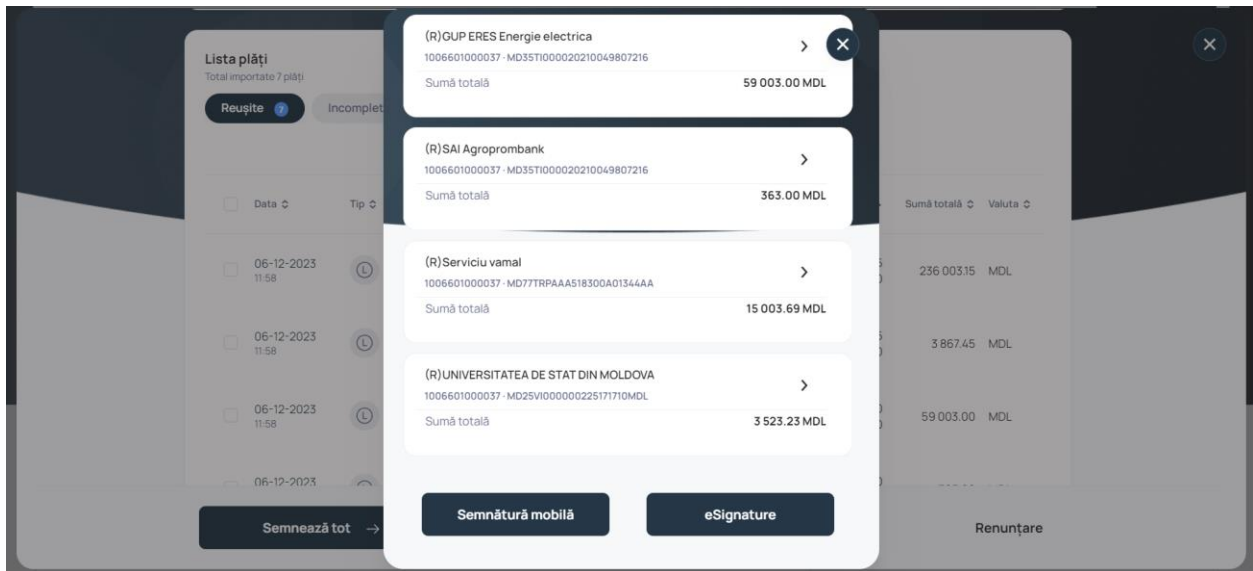 Lista plăți
Total importate 7 plăți
Reușite 7
Incomplet
Data
Tip
Sumă totală
Valuta
06-12-2023
11:58
236 003.15 MDL
06-12-2023
11:58
3 867.45 MDL
06-12-2023
11:58
59 003.00 MDL
06-12-2023
Semnează tot →
Renunțare
(R)GUP ERES Energie electrica
1006601000037 · MD35TI000020210049807216
Sumă totală 59 003.00 MDL
(R)SAI Agroprombank
1006601000037 · MD35TI000020210049807216
Sumă totală 363.00 MDL
(R)Serviciu vamal
1006601000037 · MD77TRPAAA518300A01344AA
Sumă totală 15 003.69 MDL
(R)UNIVERSITATEA DE STAT DIN MOLDOVA
1006601000037 · MD25VI000000225171710MDL
Sumă totală 3 523.23 MDL
Semnătură mobilă
eSignature